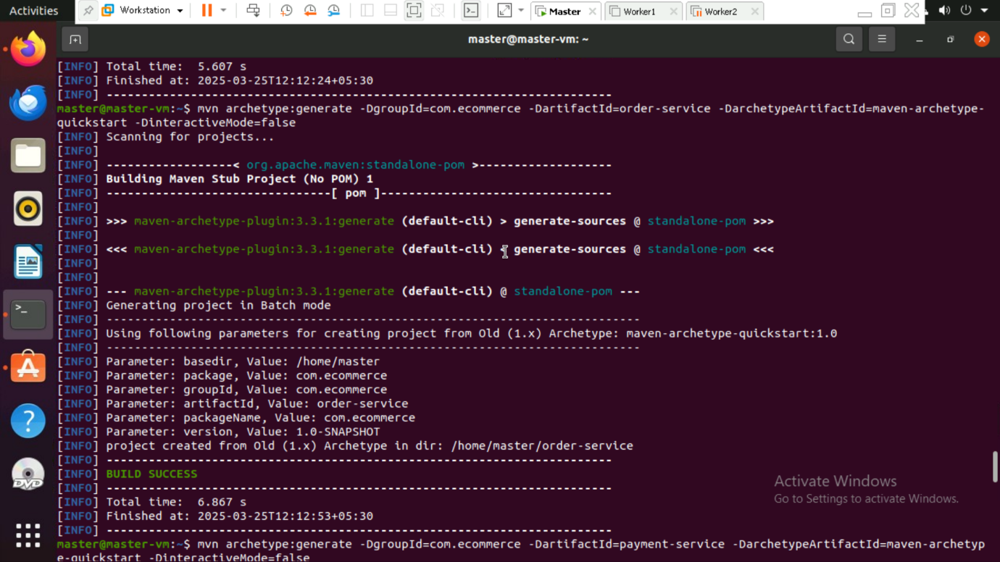 Activities
Workstation
Master
Worker1
Worker2
master@master-vm: ~
[INFO] Total time:  5.607 s
[INFO] Finished at: 2025-03-25T12:12:24+05:30
[INFO] ------------------------------------------------------------------------
master@master-vm:~$ mvn archetype:generate -DgroupId=com.ecommerce -DartifactId=order-service -DarchetypeArtifactId=maven-archetype-
quickstart -DinteractiveMode=false
[INFO] Scanning for projects...
[INFO]
[INFO] ------------------< org.apache.maven:standalone-pom >-------------------
[INFO] Building Maven Stub Project (No POM) 1
[INFO] --------------------------------[ pom ]---------------------------------
[INFO]
[INFO] >>> maven-archetype-plugin:3.3.1:generate (default-cli) > generate-sources @ standalone-pom >>>
[INFO]
[INFO] <<< maven-archetype-plugin:3.3.1:generate (default-cli) < generate-sources @ standalone-pom <<<
[INFO]
[INFO]
[INFO] --- maven-archetype-plugin:3.3.1:generate (default-cli) @ standalone-pom ---
[INFO] Generating project in Batch mode
[INFO] ----------------------------------------------------------------------------
[INFO] Using following parameters for creating project from Old (1.x) Archetype: maven-archetype-quickstart:1.0
[INFO] ----------------------------------------------------------------------------
[INFO] Parameter: basedir, Value: /home/master
[INFO] Parameter: package, Value: com.ecommerce
[INFO] Parameter: groupId, Value: com.ecommerce
[INFO] Parameter: artifactId, Value: order-service
[INFO] Parameter: packageName, Value: com.ecommerce
[INFO] Parameter: version, Value: 1.0-SNAPSHOT
[INFO] project created from Old (1.x) Archetype in dir: /home/master/order-service
[INFO] ------------------------------------------------------------------------
[INFO] BUILD SUCCESS
[INFO] ------------------------------------------------------------------------
[INFO] Total time:  6.867 s
[INFO] Finished at: 2025-03-25T12:12:53+05:30
[INFO] ------------------------------------------------------------------------
master@master-vm:~$ mvn archetype:generate -DgroupId=com.ecommerce -DartifactId=payment-service -DarchetypeArtifactId=maven-archetyp
e-quickstart -DinteractiveMode=false
Activate Windows
Go to Settings to activate Windows.
DVD